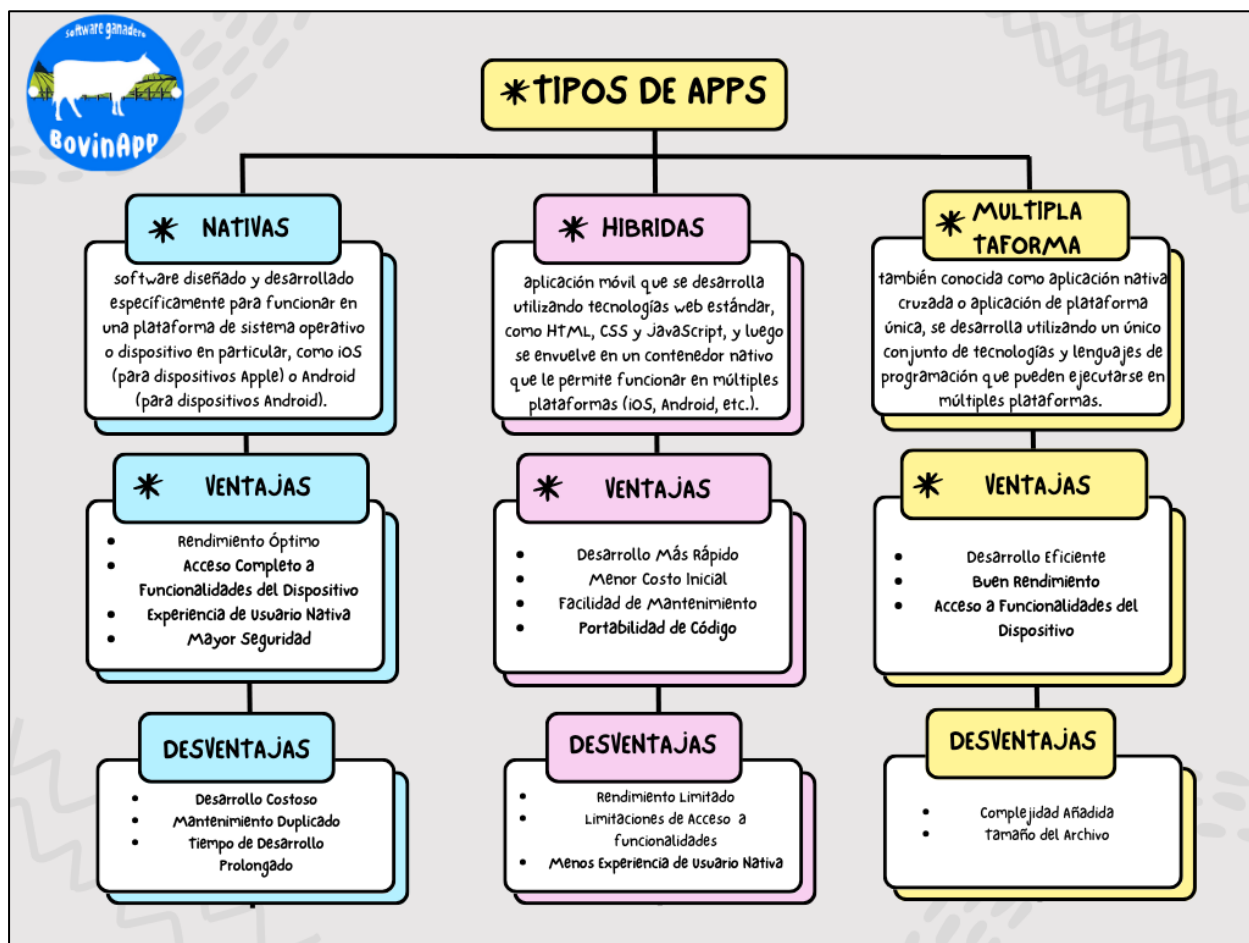 software ganadero
BovinApp
*TIPOS DE APPS
* NATIVAS
software diseñado y desarrollado
específicamente para funcionar en
una plataforma de sistema operativo
o dispositivo en particular, como iOS
(para dispositivos Apple) o Android
(para dispositivos Android).
* VENTAJAS
• Rendimiento Óptimo
• Acceso Completo a
Funcionalidades del Dispositivo
• Experiencia de Usuario Nativa
• Mayor Seguridad
DESVENTAJAS
• Desarrollo Costoso
• Mantenimiento Duplicado
• Tiempo de Desarrollo
Prolongado
* HIBRIDAS
aplicación móvil que se desarrolla
utilizando tecnologías web estándar,
como HTML, CSS y JavaScript, y luego
se envuelve en un contenedor nativo
que le permite funcionar en múltiples
plataformas (iOS, Android, etc.).
* VENTAJAS
• Desarrollo Más Rápido
• Menor Costo Inicial
• Facilidad de Mantenimiento
• Portabilidad de Código
DESVENTAJAS
• Rendimiento Limitado
• Limitaciones de Acceso a
funcionalidades
• Menos Experiencia de Usuario Nativa
* MULTIPLA
TAFORMA
también conocida como aplicación nativa
cruzada o aplicación de plataforma
única, se desarrolla utilizando un único
conjunto de tecnologías y lenguajes de
programación que pueden ejecutarse en
múltiples plataformas.
* VENTAJAS
• Desarrollo Eficiente
• Buen Rendimiento
• Acceso a Funcionalidades del
Dispositivo
DESVENTAJAS
• Complejidad Añadida
• Tamaño del Archivo